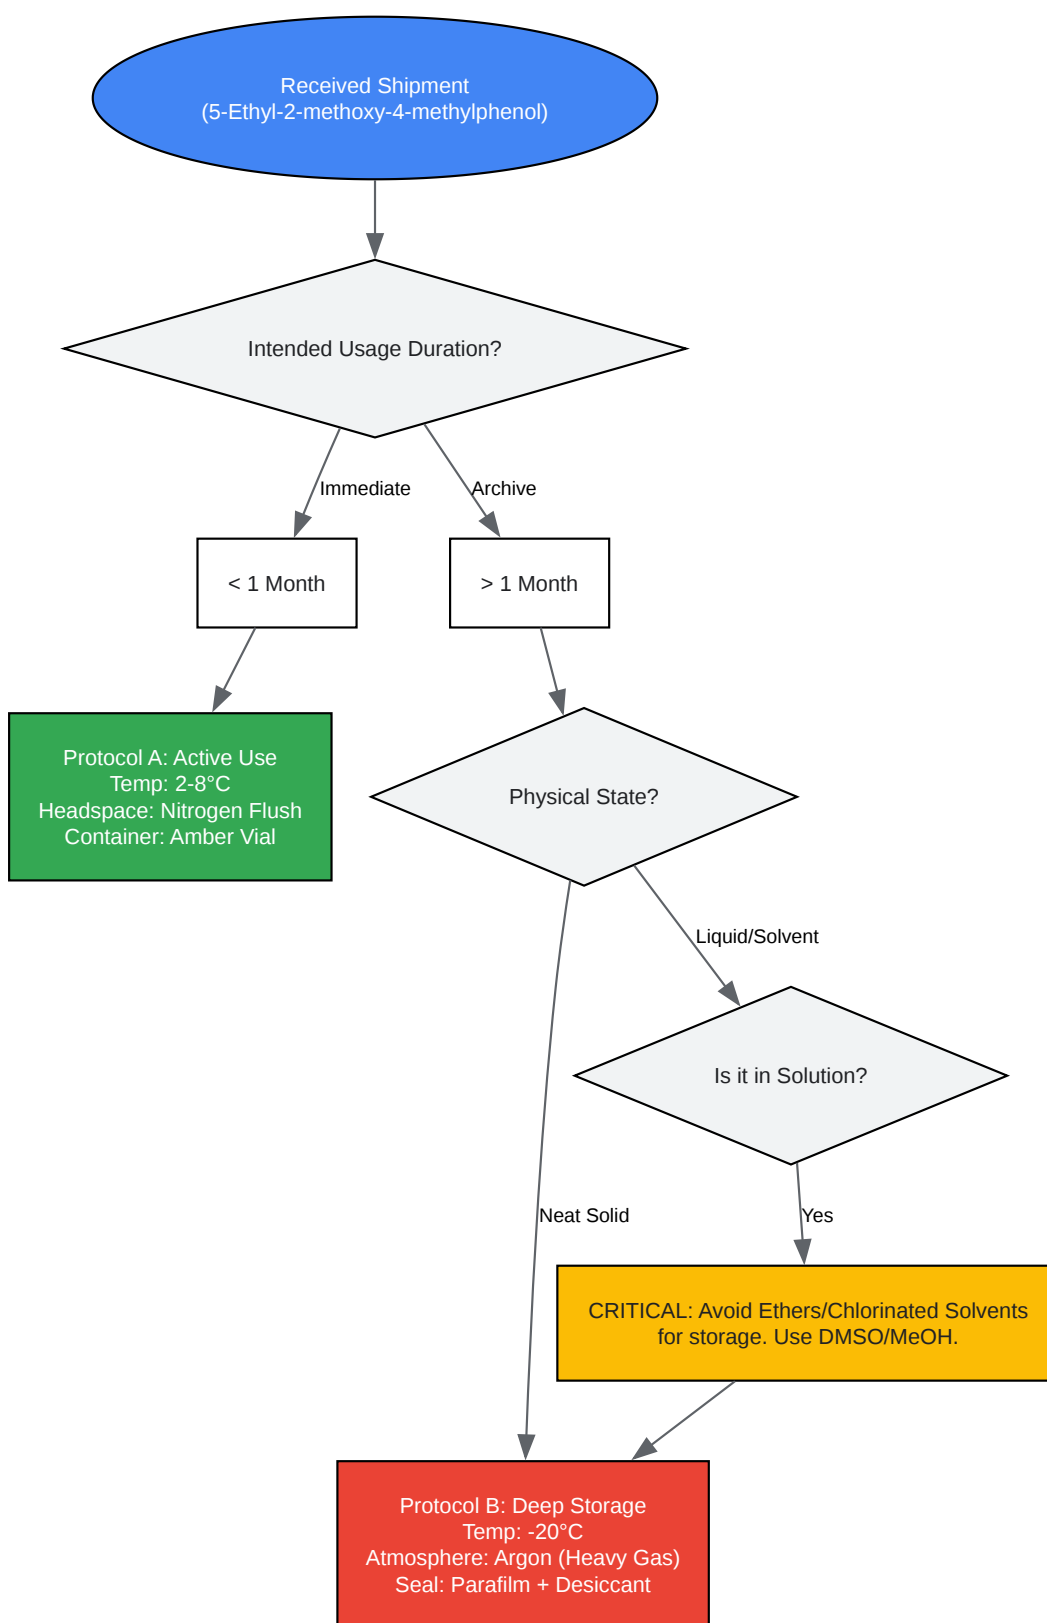 Received Shipment
(5-Ethyl-2-methoxy-4-methylphenol)
Intended Usage Duration?
Immediate
Archive
< 1 Month
> 1 Month
Protocol A: Active Use
Temp: 2-8°C
Headspace: Nitrogen Flush
Container: Amber Vial
Physical State?
Liquid/Solvent
Is it in Solution?
Neat Solid
Yes
CRITICAL: Avoid Ethers/Chlorinated Solvents
for storage. Use DMSO/MeOH.
Protocol B: Deep Storage
Temp: -20°C
Atmosphere: Argon (Heavy Gas)
Seal: Parafilm + Desiccant